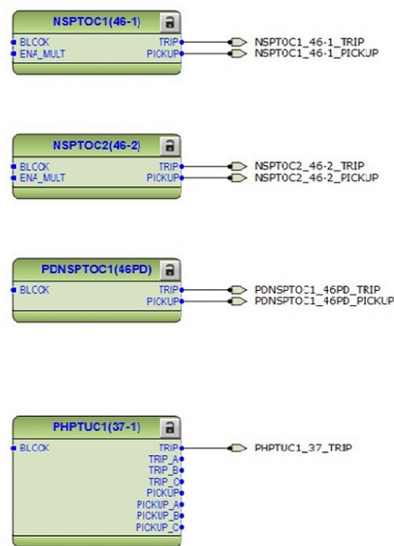 NSPTOC1(46-1)
BLOCK TRIP NSPTOC1_46-1_TRIP
ENA_MULT PICKUP NSPTOC1_46-1_PICKUP
NSPTOC2(46-2)
BLOCK TRIP NSPTOC2_46-2_TRIP
ENA_MULT PICKUP NSPTOC2_46-2_PICKUP
PDNSPTOC1(46PD)
BLOCK TRIP PDNSPTOC1_46PD_TRIP
PICKUP PDNSPTOC1_46PD_PICKUP
PHPTUC1(37-1)
BLOCK TRIP PHPTUC1_37_TRIP
TRIP_A
TRIP_B
TRIP_C
PICKUP
PICKUP_A
PICKUP_B
PICKUP_C